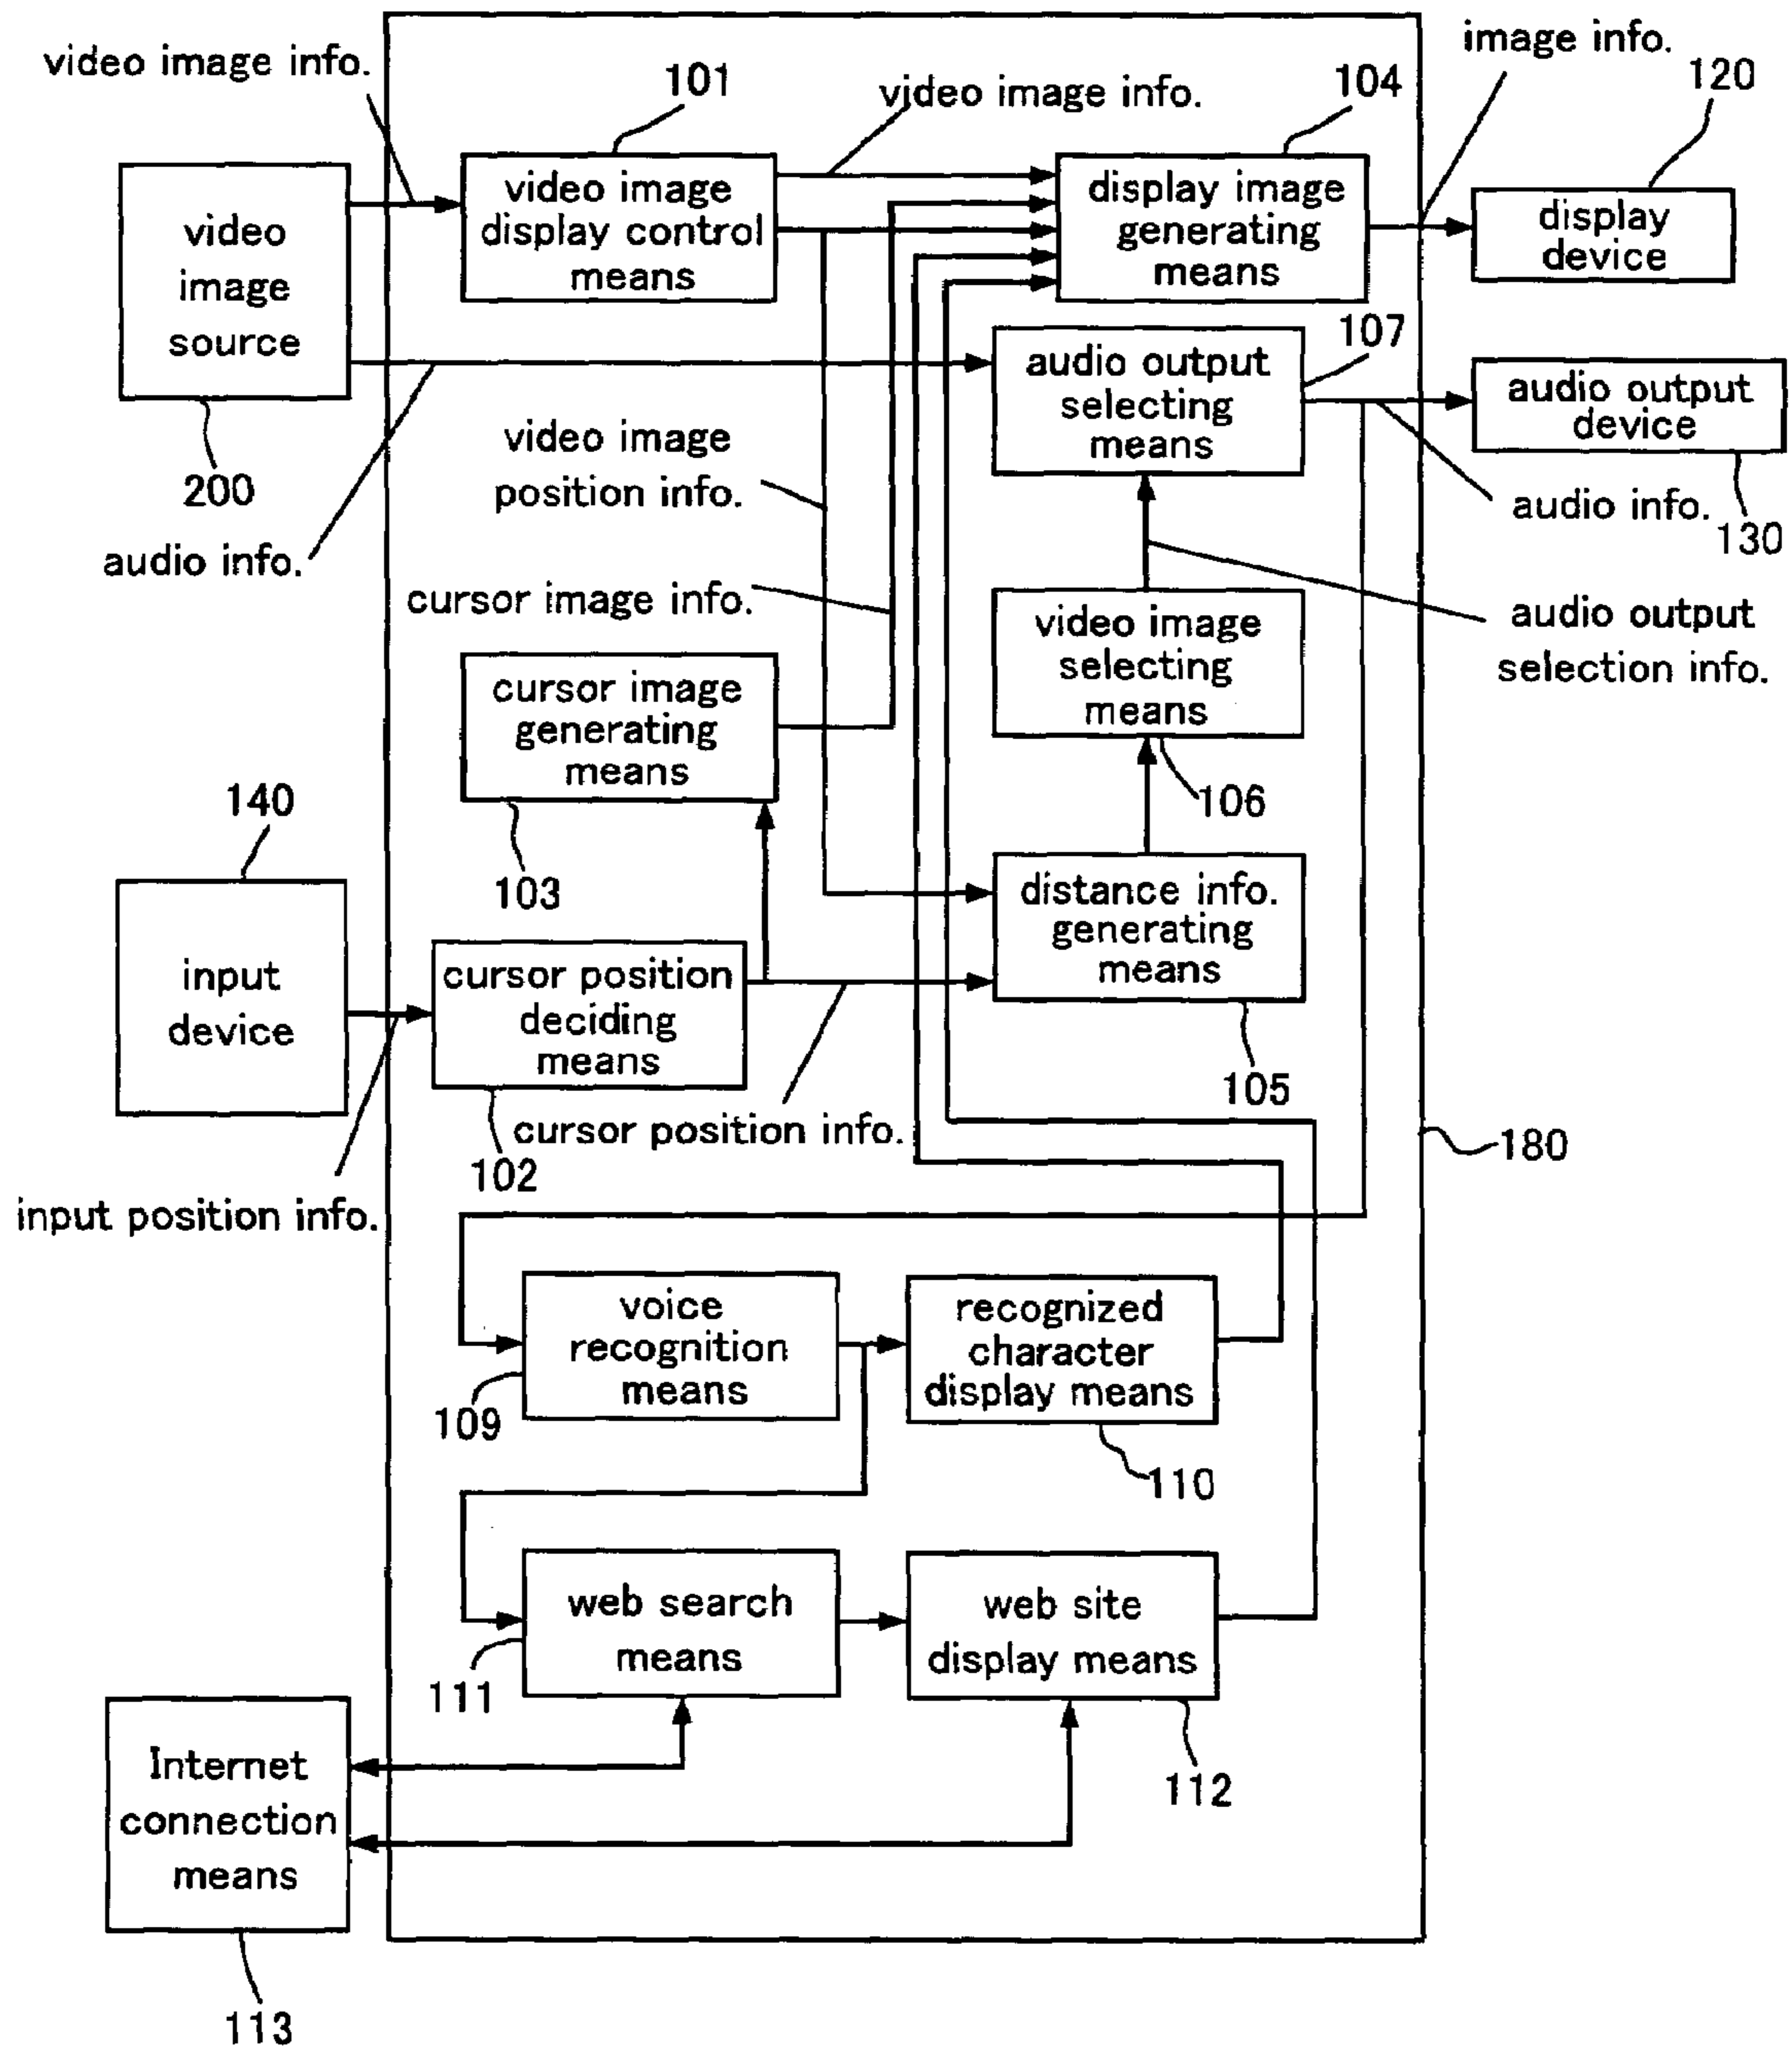 video image info.
image info.
101
video image info.
104
120
video image
display control
means
display image
generating
means
display
device
video
image
source
107
audio output
selecting
means
audio output
device
video image
position info.
200
audio info.
130
audio info.
cursor image info.
video image
selecting
means
audio output
selection info.
cursor image
generating
means
106
140
103
distance info.
generating
means
input
device
cursor position
deciding
means
105
cursor position info.
180
102
input position info.
voice
recognition
means
recognized
character
display means
109
110
web search
means
web site
display means
111
Internet
connection
means
112
113